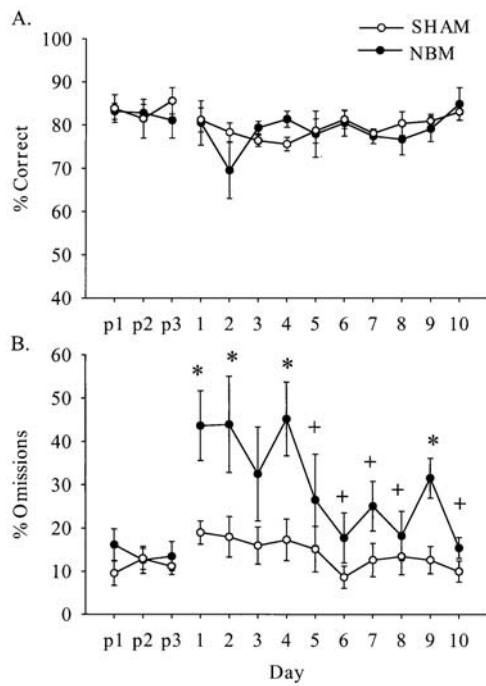 A.
SHAM
NBM
100
90
80
70
60
50
40
% Correct
p1 p2 p3 1 2 3 4 5 6 7 8 9 10
B.
60
50
40
30
20
10
0
% Omissions
* * * + + + + * +
p1 p2 p3 1 2 3 4 5 6 7 8 9 10
Day